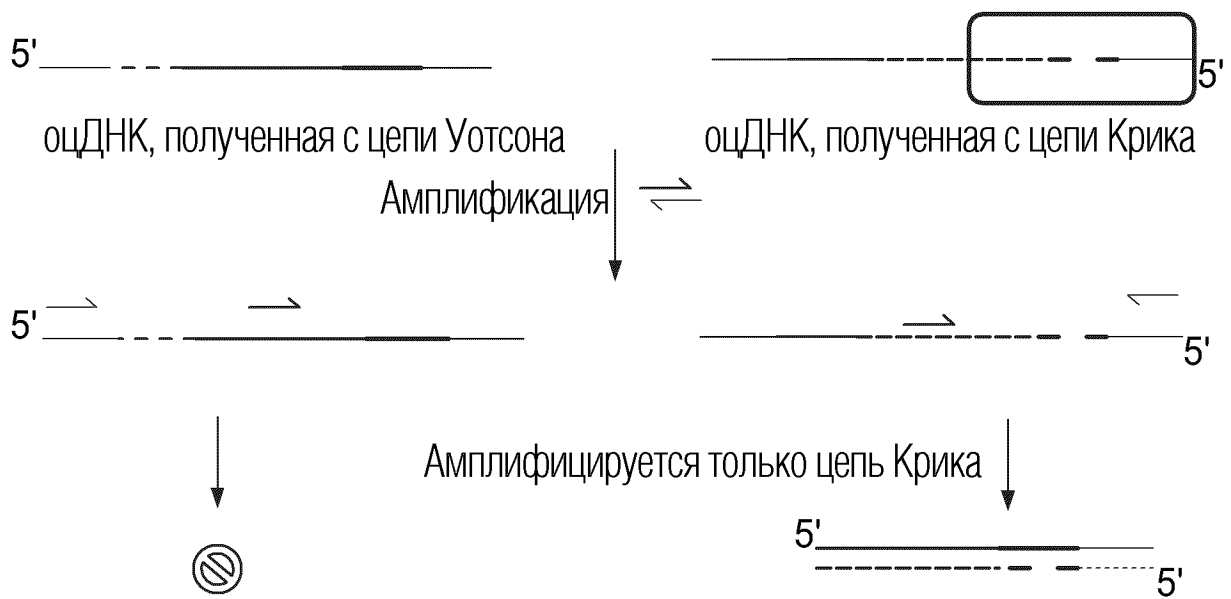 5'
5'
оцДНК, полученная с цепи Уотсона
оцДНК, полученная с цепи Крика
Амплификация
5'
5'
Амплифицируется только цепь Крика
5'
5'